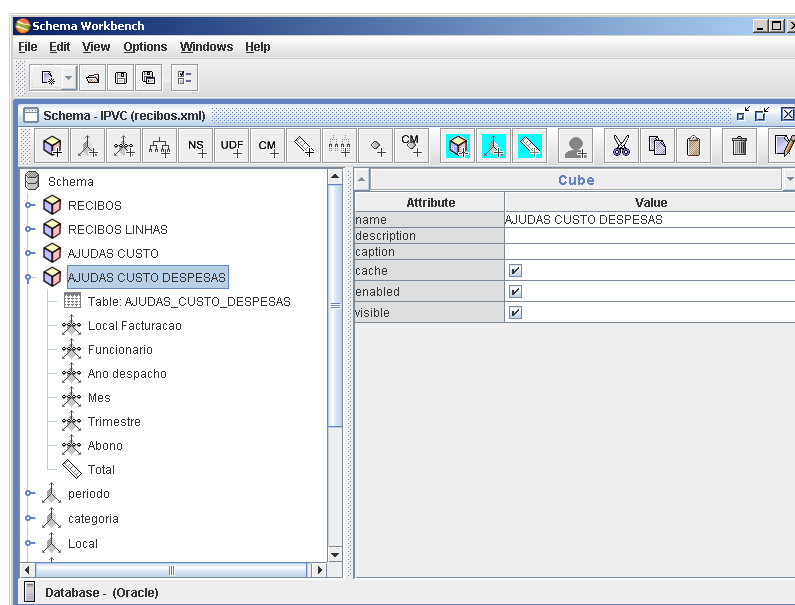 Schema Workbench
File Edit View Options Windows Help
Schema - IPVC (recibos.xml)
NS UDF CM CM
Schema
RECIBOS
RECIBOS LINHAS
AJUDAS CUSTO
AJUDAS CUSTO DESPESAS
Table: AJUDAS_CUSTO_DESPESAS
Local Facturacao
Funcionario
Ano despacho
Mes
Trimestre
Abono
Total
periodo
categoria
Local
Cube
Attribute Value
name AJUDAS CUSTO DESPESAS
description
caption
cache
enabled
visible
Database - (Oracle)